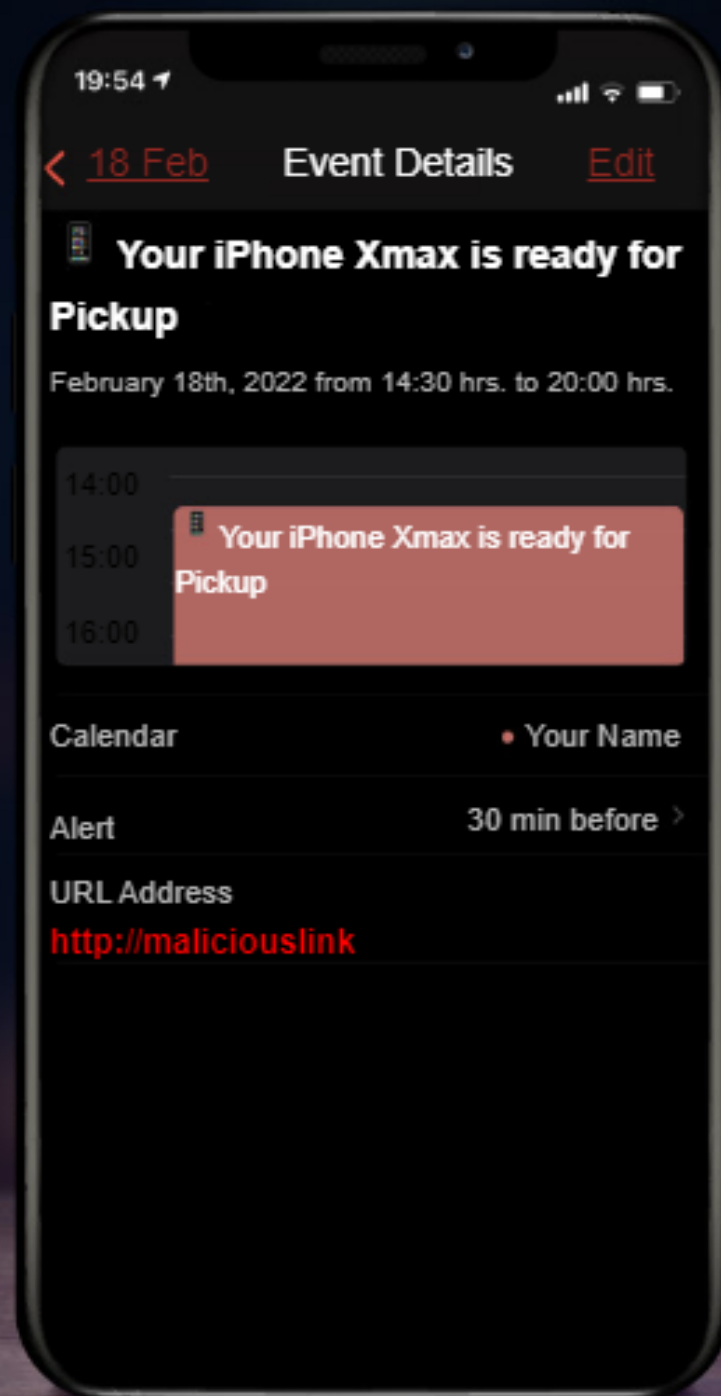 19:54
18 Feb Event Details Edit
Your iPhone Xmax is ready for
Pickup
February 18th, 2022 from 14:30 hrs. to 20:00 hrs.
14:00
Your iPhone Xmax is ready for
15:00
Pickup
16:00
Calendar Your Name
Alert 30 min before
URL Address
http://maliciouslink